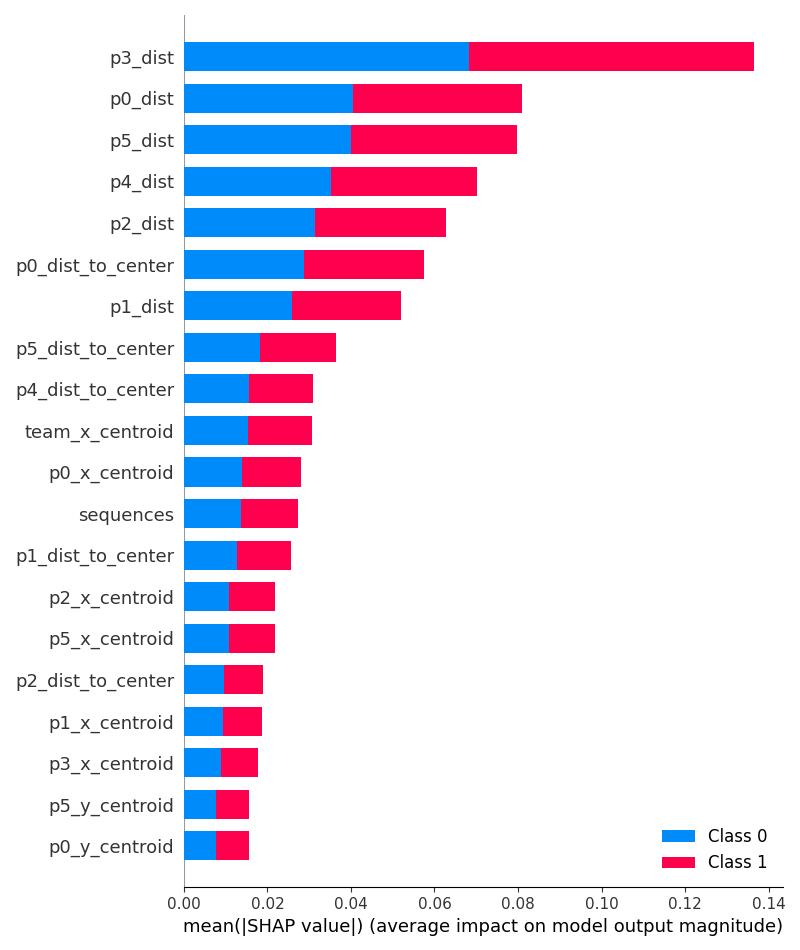 p3_dist
p0_dist
p5_dist
p4_dist
p2_dist
p0_dist_to_center
p1_dist
p5_dist_to_center
p4_dist_to_center
team_x_centroid
p0_x_centroid
sequences
p1_dist_to_center
p2_x_centroid
p5_x_centroid
p2_dist_to_center
p1_x_centroid
p3_x_centroid
p5_y_centroid
p0_y_centroid
Class 0
Class 1
0.00 0.02 0.04 0.06 0.08 0.10 0.12 0.14
mean(|SHAP value|) (average impact on model output magnitude)